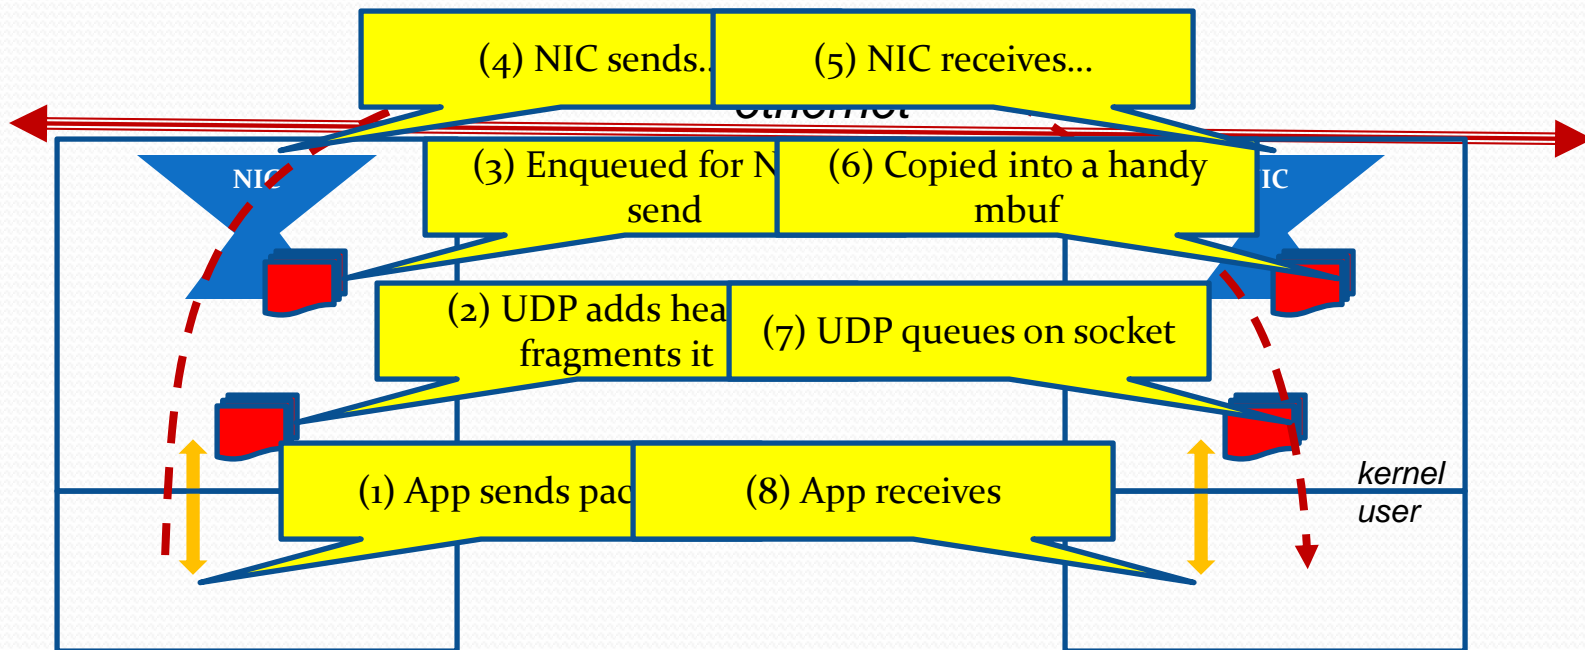 (4) NIC sends..
(5) NIC receives...
NIC
(3) Enqueued for N
send
(6) Copied into a handy
mbuf
IC
(2) UDP adds hea
fragments it
(7) UDP queues on socket
(1) App sends pac
(8) App receives
kernel
user